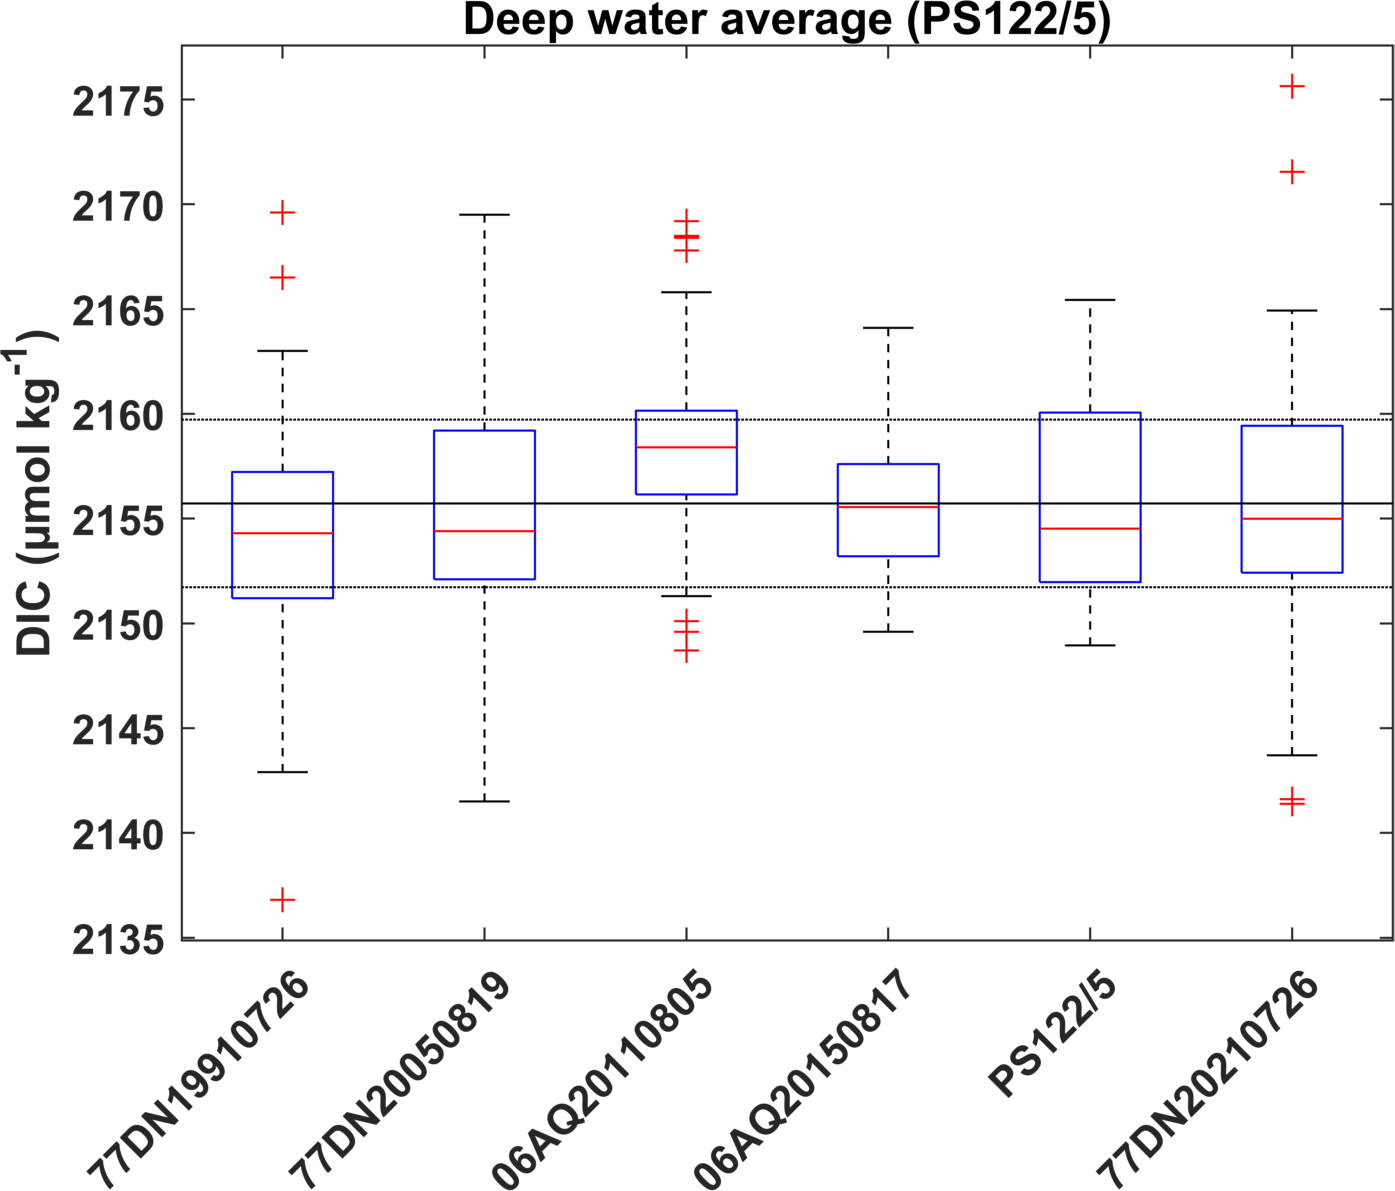 Deep water average (PS122/5)
DIC (µmol kg⁻¹)
2175
2170
2165
2160
2155
2150
2145
2140
2135
77DN19910726
77DN20050819
06AQ20110805
06AQ20150817
PS122/5
77DN20210726